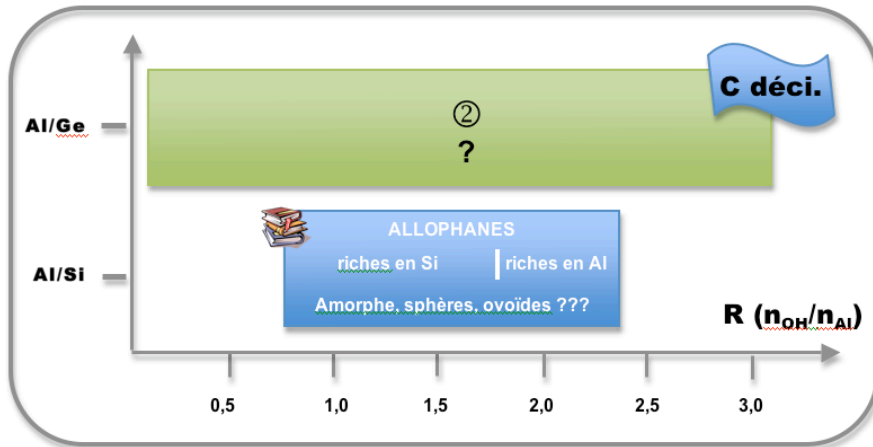 C déci.
Al/Ge
②
?
ALLOPHANES
riches en Si riches en Al
Al/Si
Amorphe, sphères, ovoïdes ???
R (nOH/nAl)
0,5 1,0 1,5 2,0 2,5 3,0